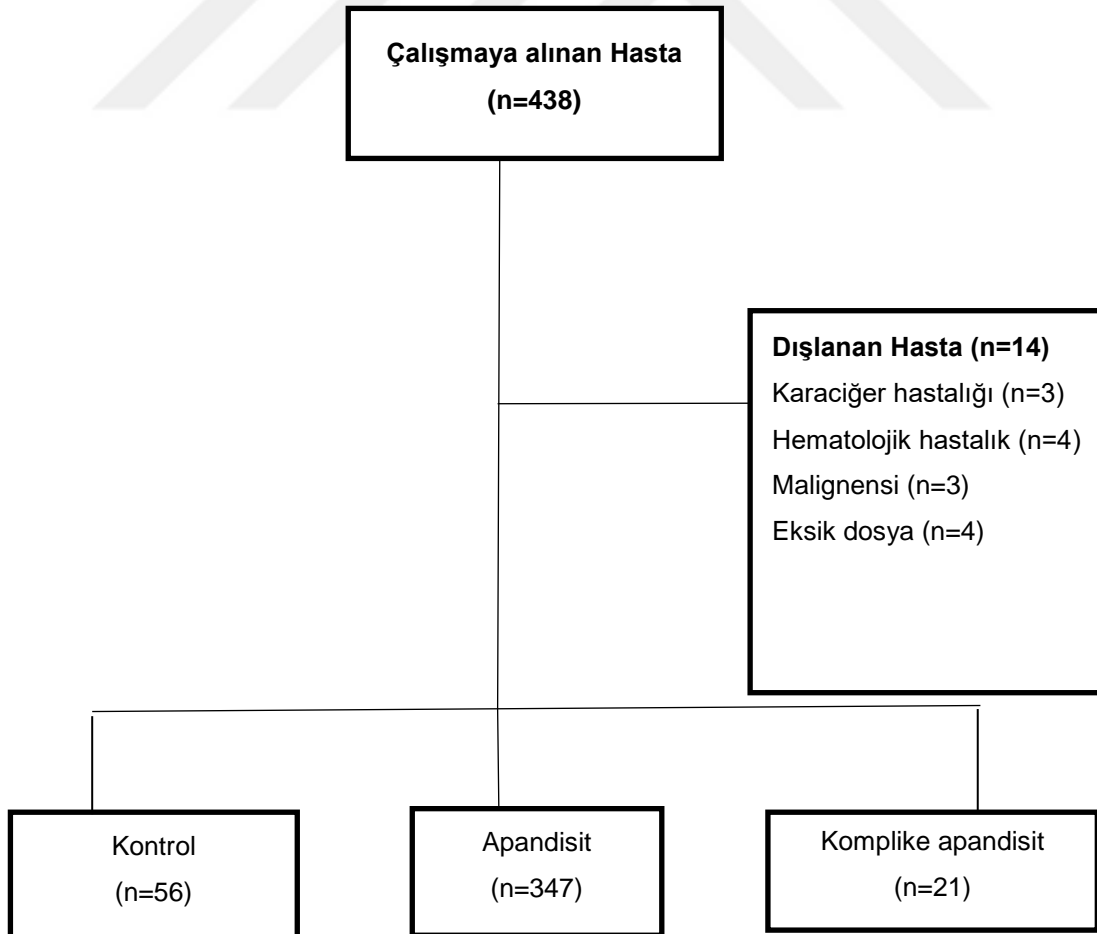 Çalışmaya alınan Hasta
(n=438)
Dışlanan Hasta (n=14)
Karaciğer hastalığı (n=3)
Hematolojik hastalık (n=4)
Malignensi (n=3)
Eksik dosya (n=4)
Kontrol
(n=56)
Apandisit
(n=347)
Komplike apandisit
(n=21)